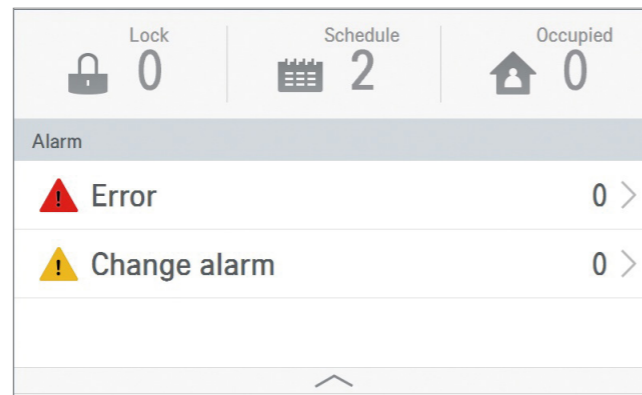 Lock Schedule Occupied
0 2 0
Alarm
! Error 0
! Change alarm 0